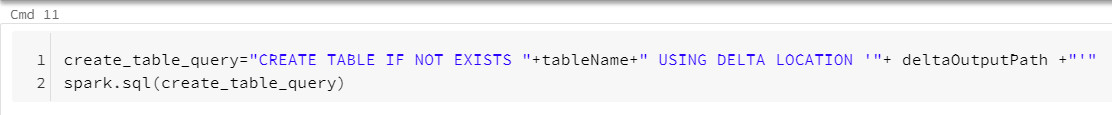 Cmd 11
1 create_table_query="CREATE TABLE IF NOT EXISTS "+tableName+" USING DELTA LOCATION '"+ deltaOutputPath +"'"
2 spark.sql(create_table_query)